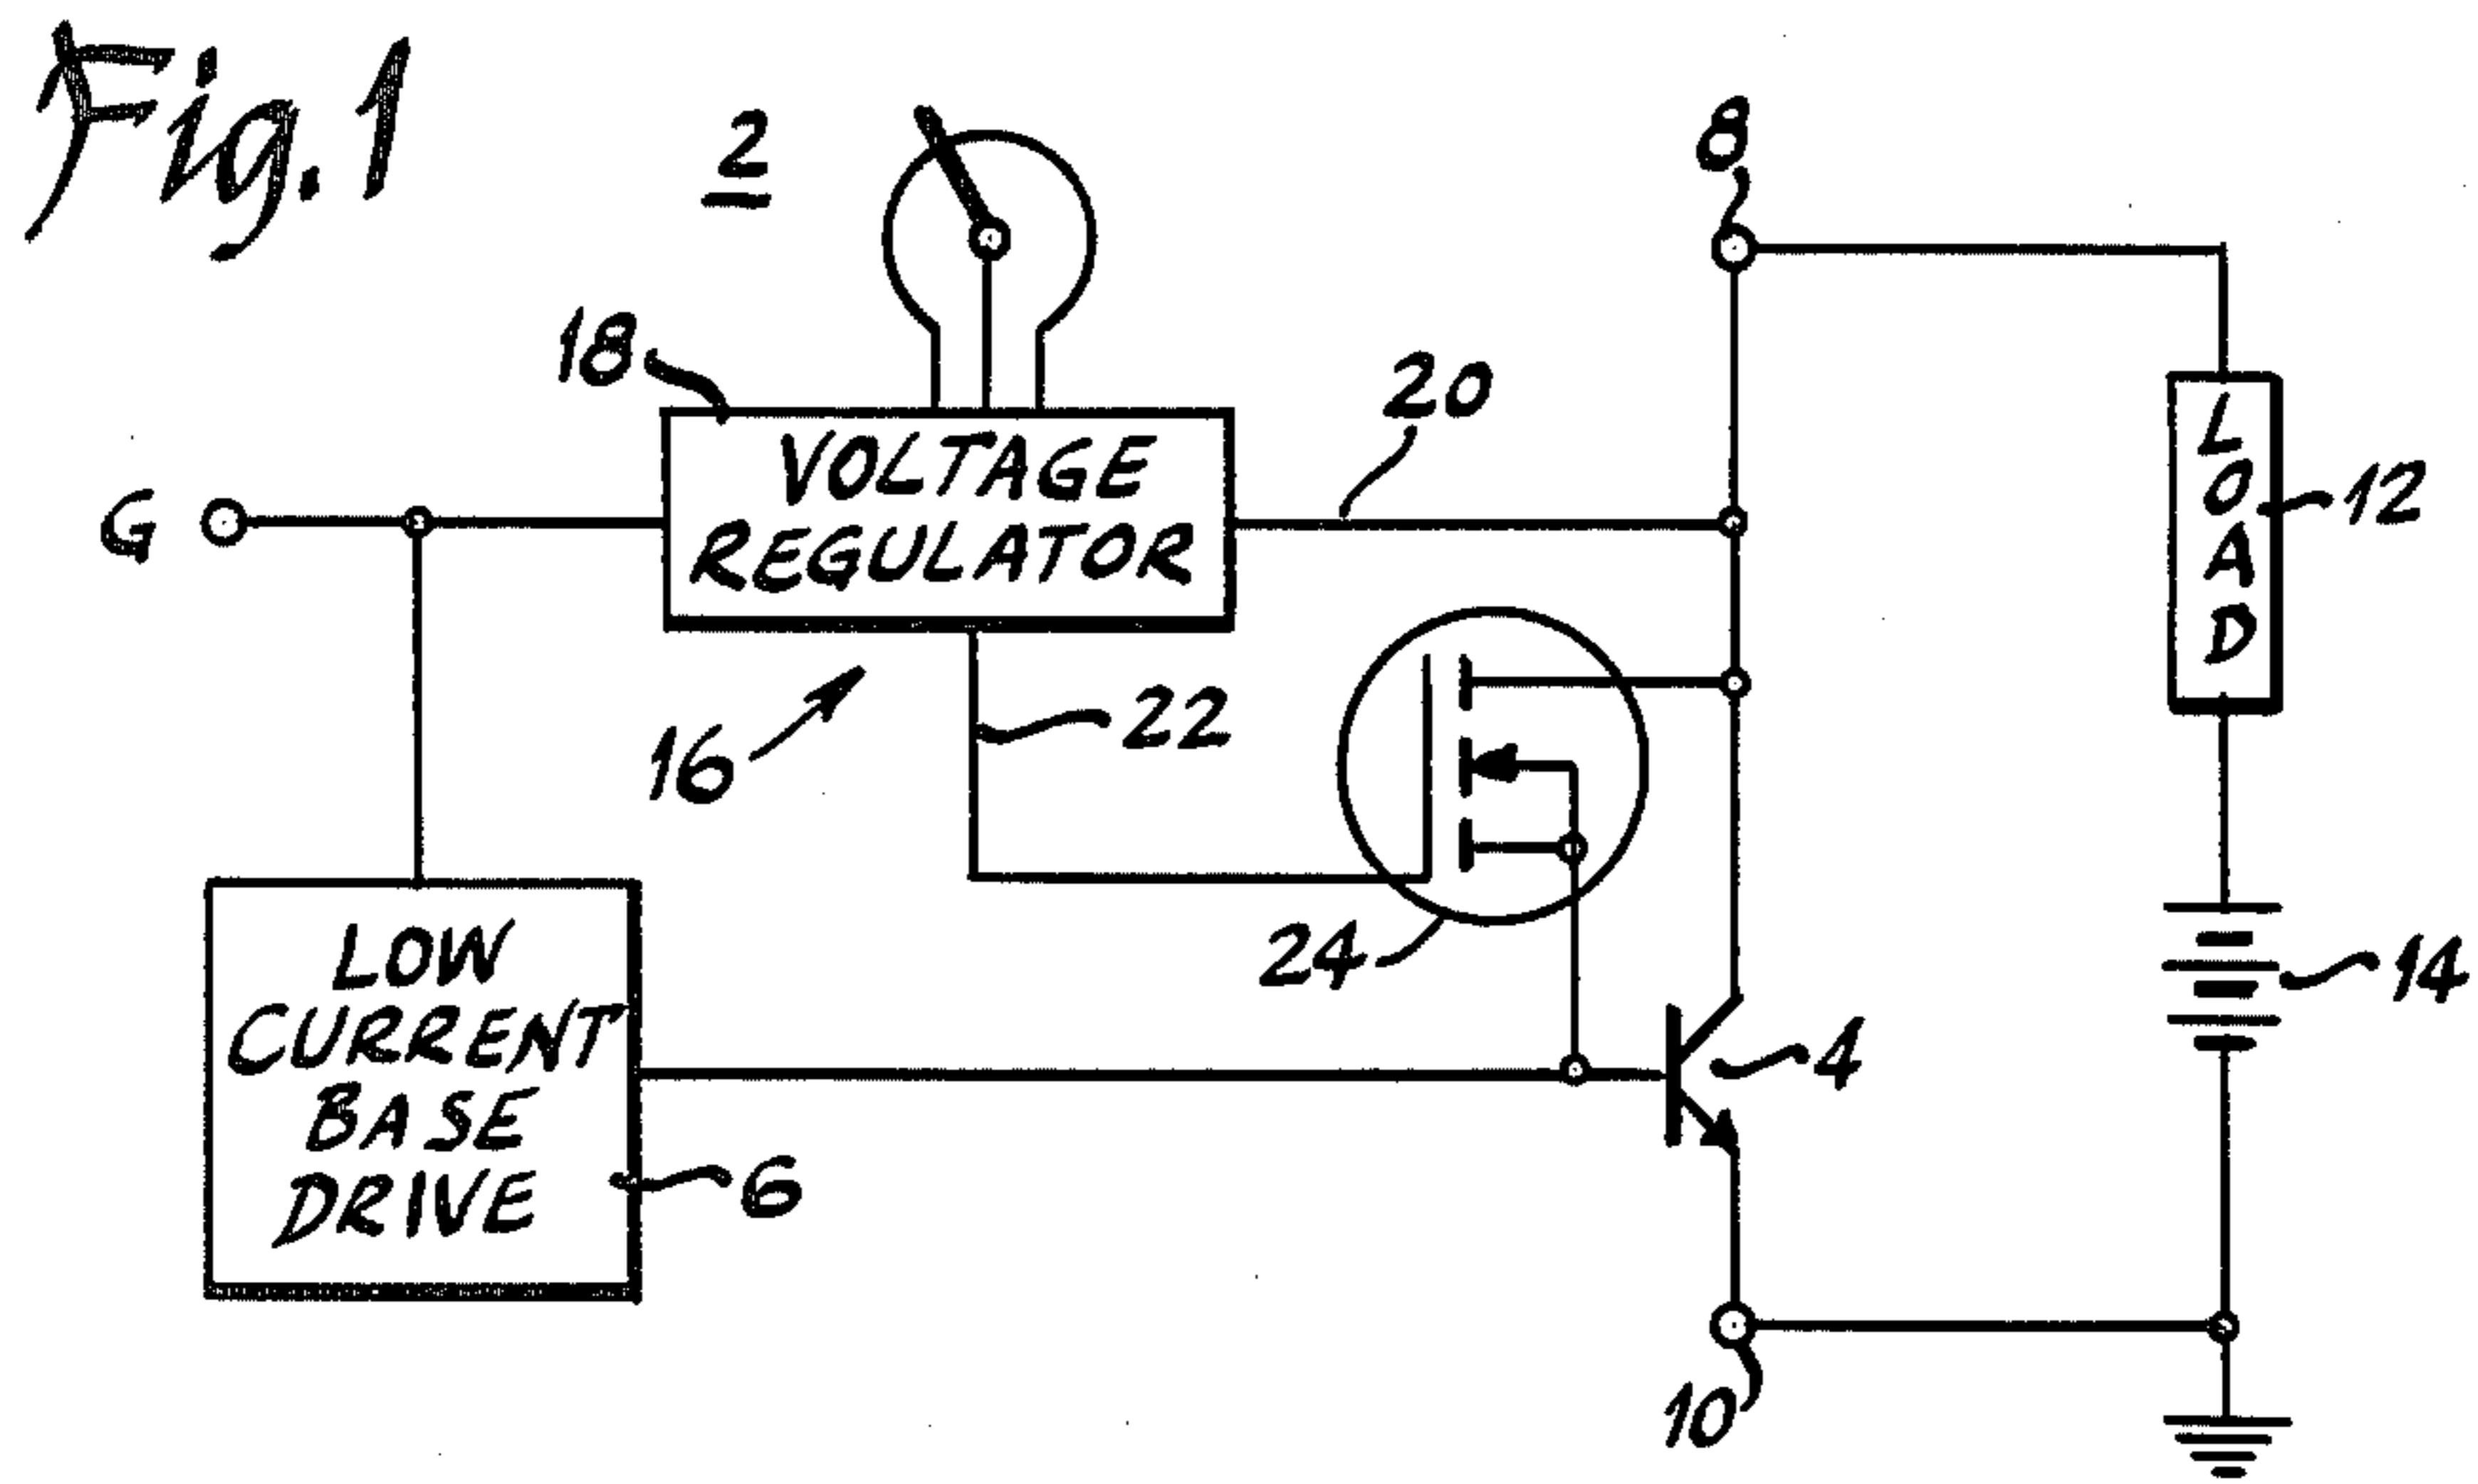 Fig. 1
2
8
18
VOLTAGE
REGULATOR
20
G
LOAD
12
16
22
24
14
LOW
CURRENT
BASE
DRIVE
4
6
10